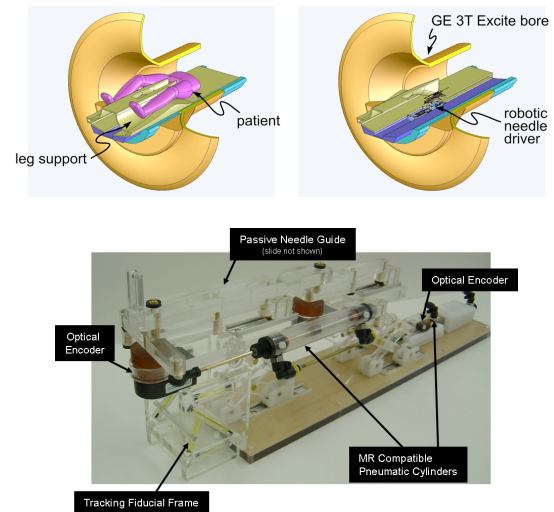 GE 3T Excite bore
patient
leg support
robotic
needle
driver
Passive Needle Guide
(slide not shown)
Optical Encoder
Optical
Encoder
MR Compatible
Pneumatic Cylinders
Tracking Fiducial Frame